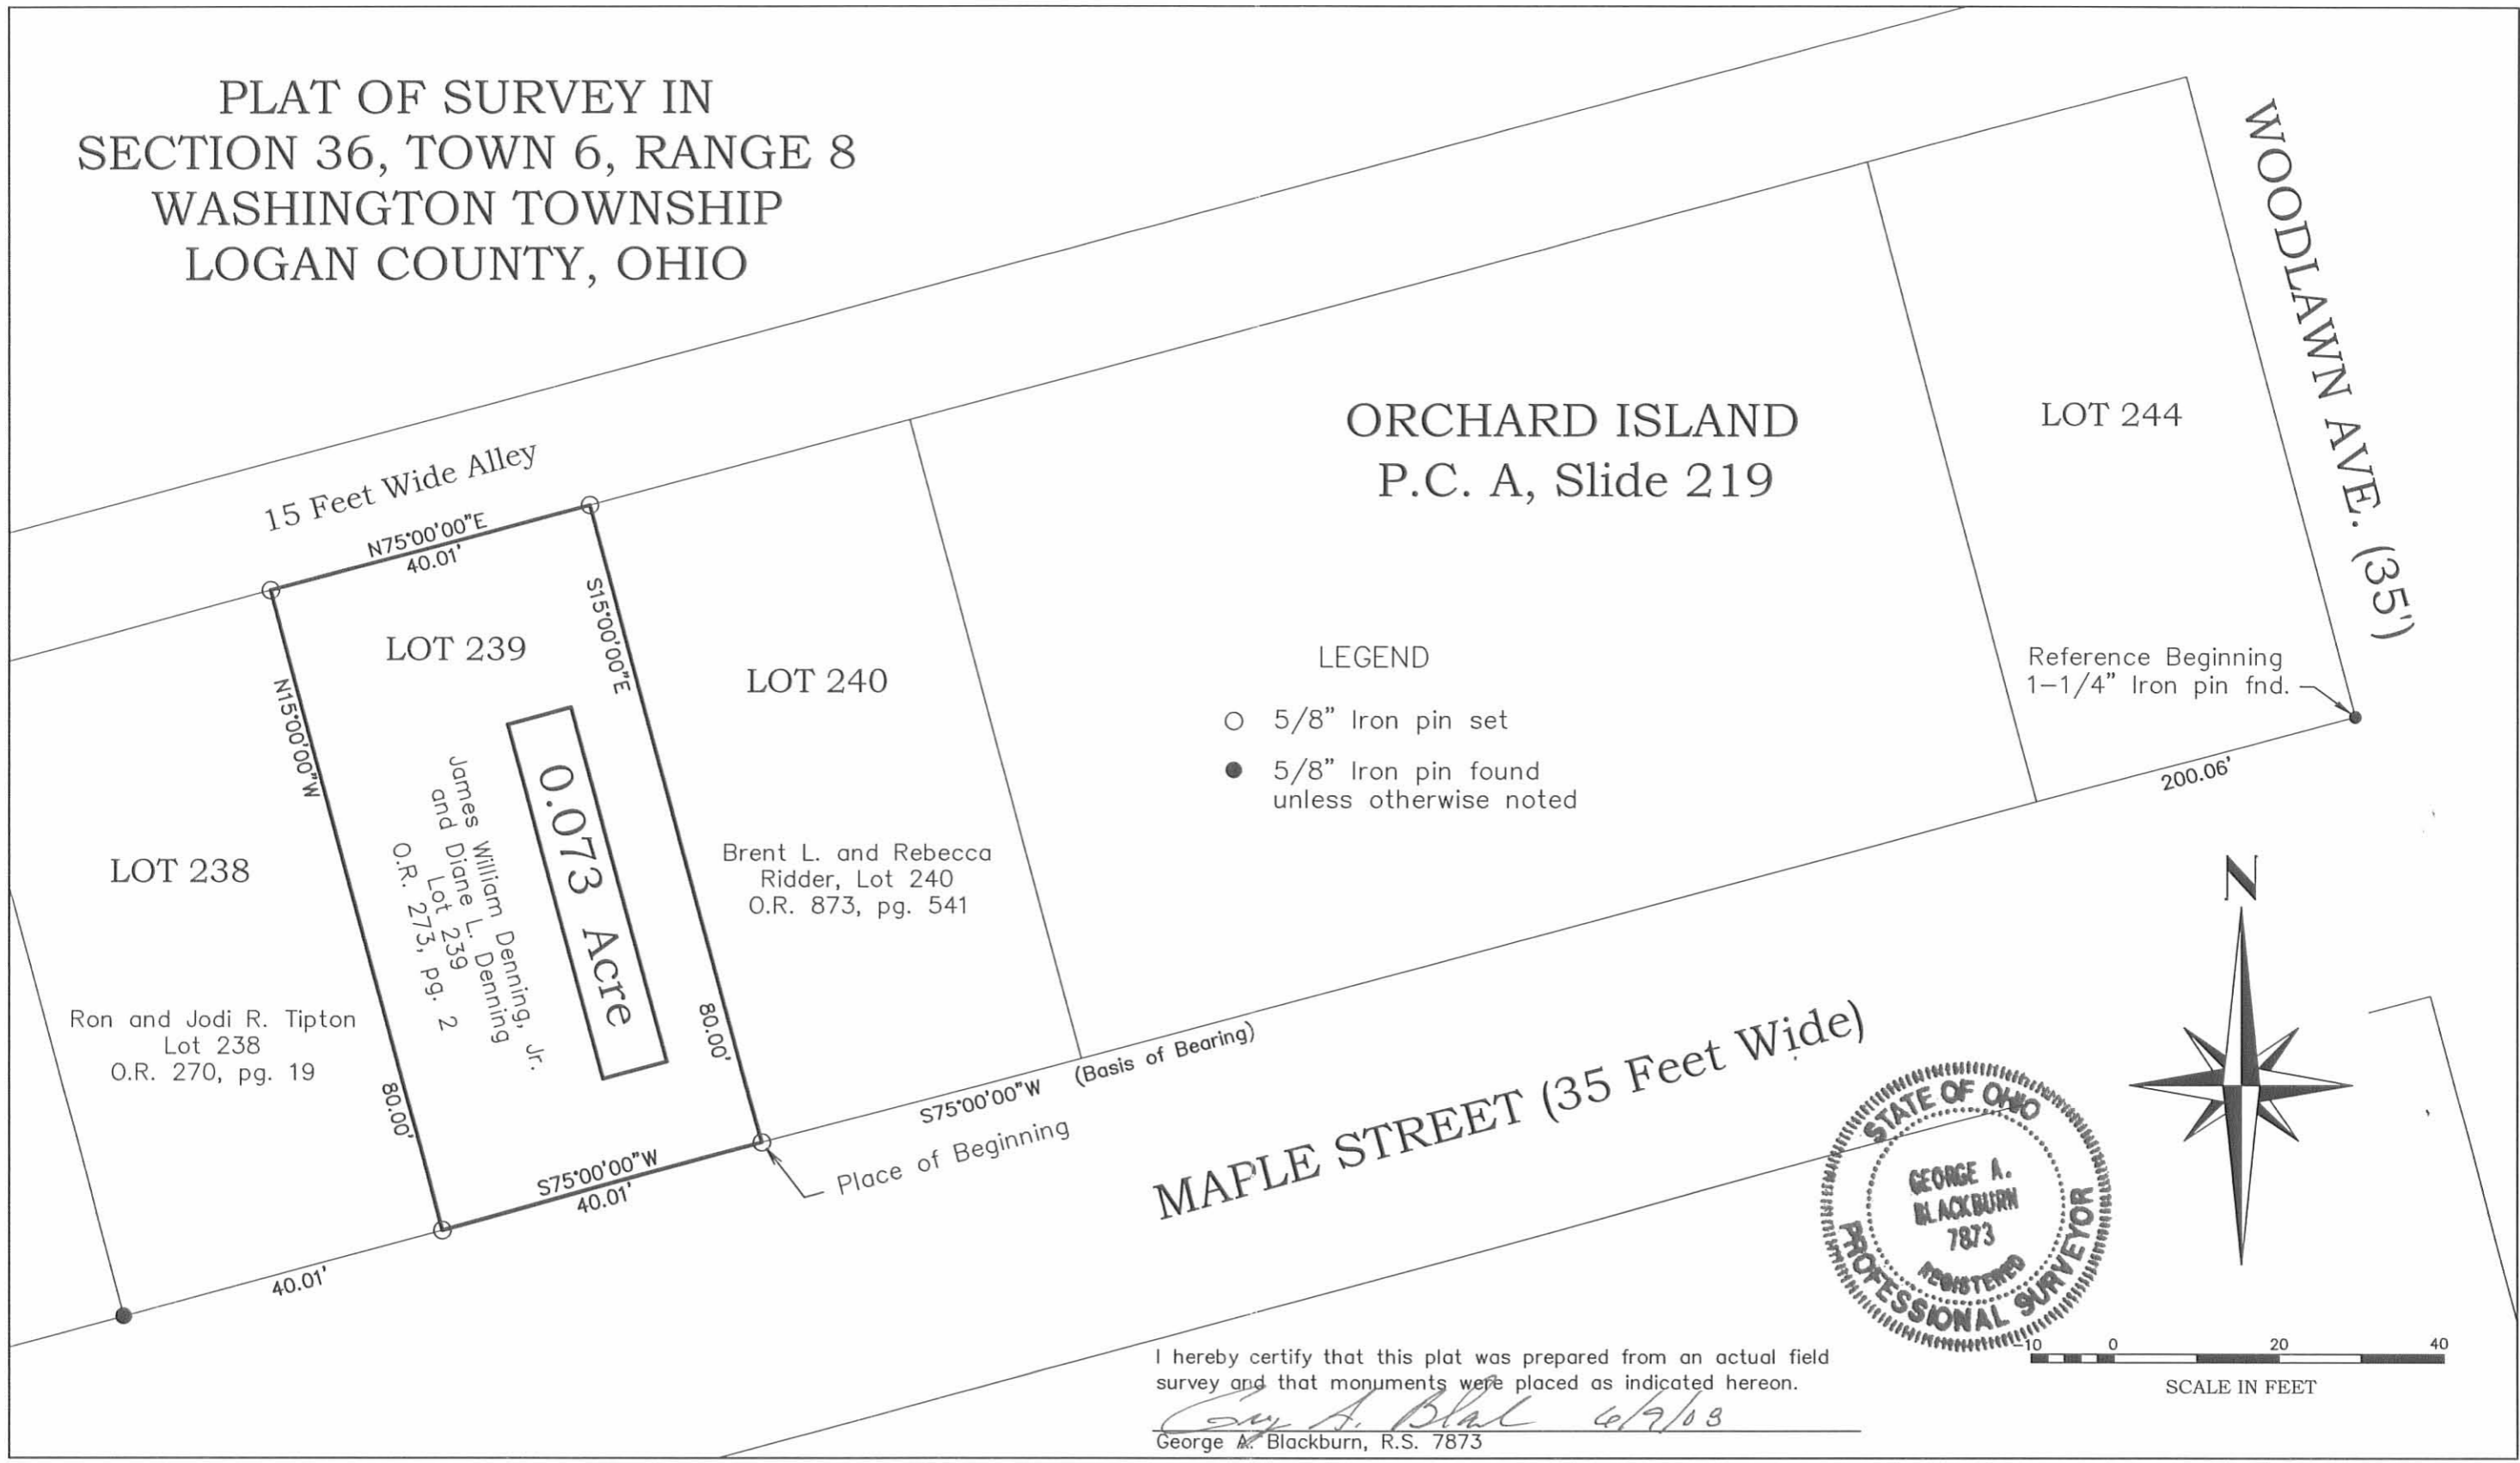 PLAT OF SURVEY IN
SECTION 36, TOWN 6, RANGE 8
WASHINGTON TOWNSHIP
LOGAN COUNTY, OHIO
WOODLAWN AVE. (35')
15 Feet Wide Alley
N75°00'00"E
40.01'
ORCHARD ISLAND
P.C. A, Slide 219
LOT 244
LOT 239
S15°00'00"E
80.00'
N15°00'00"W
80.00'
LOT 240
LEGEND
5/8" Iron pin set
5/8" Iron pin found
unless otherwise noted
Reference Beginning
1-1/4" Iron pin fnd.
200.06'
0.073 Acre
James William Denning, Jr.
and Diane L. Denning
Lot 239
O.R. 273, pg. 2
Brent L. and Rebecca
Ridder, Lot 240
O.R. 873, pg. 541
LOT 238
Ron and Jodi R. Tipton
Lot 238
O.R. 270, pg. 19
N
(Basis of Bearing)
S75°00'00"W
Place of Beginning
S75°00'00"W
40.01'
40.01'
MAPLE STREET (35 Feet Wide)
STATE OF OHIO
GEORGE A.
BLACKBURN
7873
REGISTERED
PROFESSIONAL SURVEYOR
-10 0 20 40
SCALE IN FEET
I hereby certify that this plat was prepared from an actual field
survey and that monuments were placed as indicated hereon.
George A. Blackburn, R.S. 7873